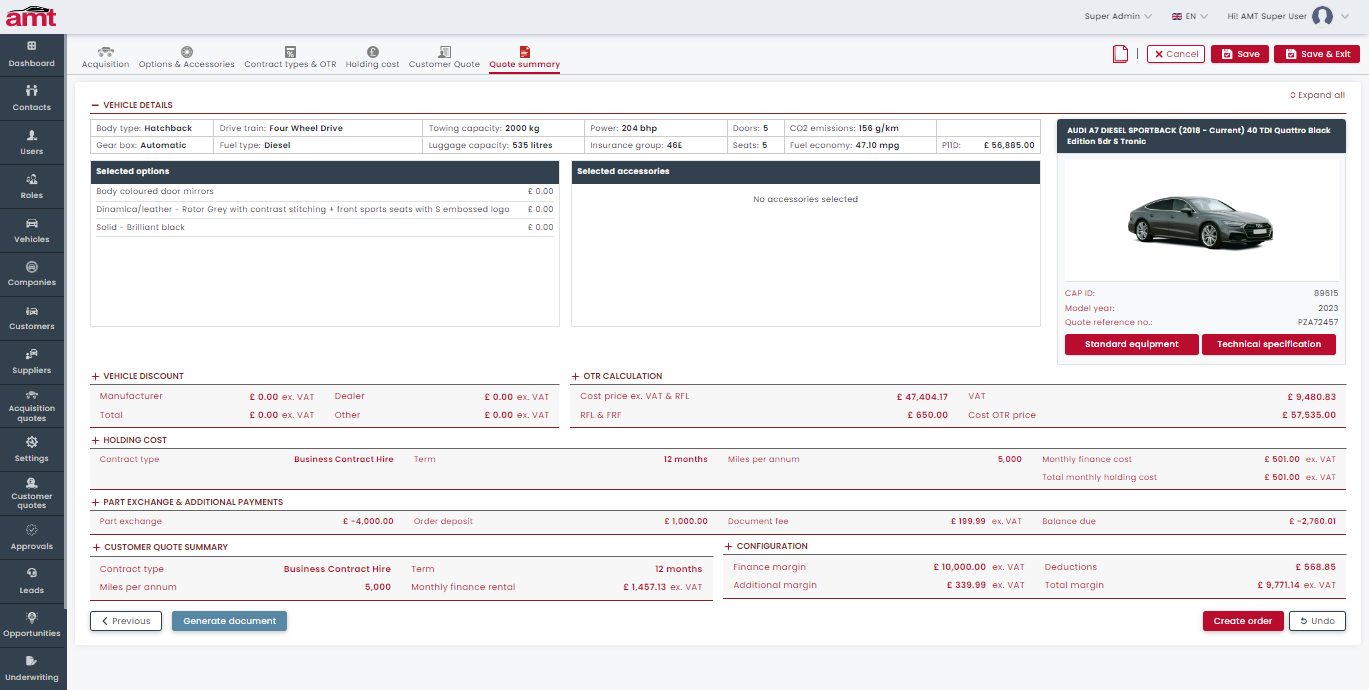 amt
Super Admin
EN
Hi! AMT Super User
Dashboard
Contacts
Users
Roles
Vehicles
Companies
Customers
Suppliers
Acquisition
quotes
Settings
Customer
quotes
Approvals
Leads
Opportunities
Underwriting
Acquisition
Options & Accessories
Contract types & OTR
Holding cost
Customer Quote
Quote summary
Cancel
Save
Save & Exit
Expand all
VEHICLE DETAILS
Body type: Hatchback
Drive train: Four Wheel Drive
Towing capacity: 2000 kg
Power: 204 bhp
Doors: 5
CO2 emissions: 156 g/km
Gear box: Automatic
Fuel type: Diesel
Luggage capacity: 535 litres
Insurance group: 46E
Seats: 5
Fuel economy: 47.10 mpg
P11D: £ 56,885.00
Selected options
Body coloured door mirrors £ 0.00
Dinamica/leather - Rotor Grey with contrast stitching + front sports seats with S embossed logo £ 0.00
Solid - Brilliant black £ 0.00
Selected accessories
No accessories selected
AUDI A7 DIESEL SPORTBACK (2018 - Current) 40 TDI Quattro Black
Edition 5dr S Tronic
CAP ID: 89615
Model year: 2023
Quote reference no.: PZA72457
Standard equipment
Technical specification
VEHICLE DISCOUNT
Manufacturer £ 0.00 ex. VAT Dealer £ 0.00 ex. VAT
Total £ 0.00 ex. VAT Other £ 0.00 ex. VAT
OTR CALCULATION
Cost price ex. VAT & RFL £ 47,404.17 VAT £ 9,480.83
RFL & FRF £ 650.00 Cost OTR price £ 57,535.00
HOLDING COST
Contract type Business Contract Hire Term 12 months Miles per annum 5,000 Monthly finance cost £ 501.00 ex. VAT
Total monthly holding cost £ 501.00 ex. VAT
PART EXCHANGE & ADDITIONAL PAYMENTS
Part exchange £ -4,000.00 Order deposit £ 1,000.00 Document fee £ 199.99 ex. VAT Balance due £ -2,760.01
CUSTOMER QUOTE SUMMARY
Contract type Business Contract Hire Term 12 months
Miles per annum 5,000 Monthly finance rental £ 1,457.13 ex. VAT
CONFIGURATION
Finance margin £ 10,000.00 ex. VAT Deductions £ 568.85
Additional margin £ 339.99 ex. VAT Total margin £ 9,771.14 ex. VAT
Previous
Generate document
Create order
Undo